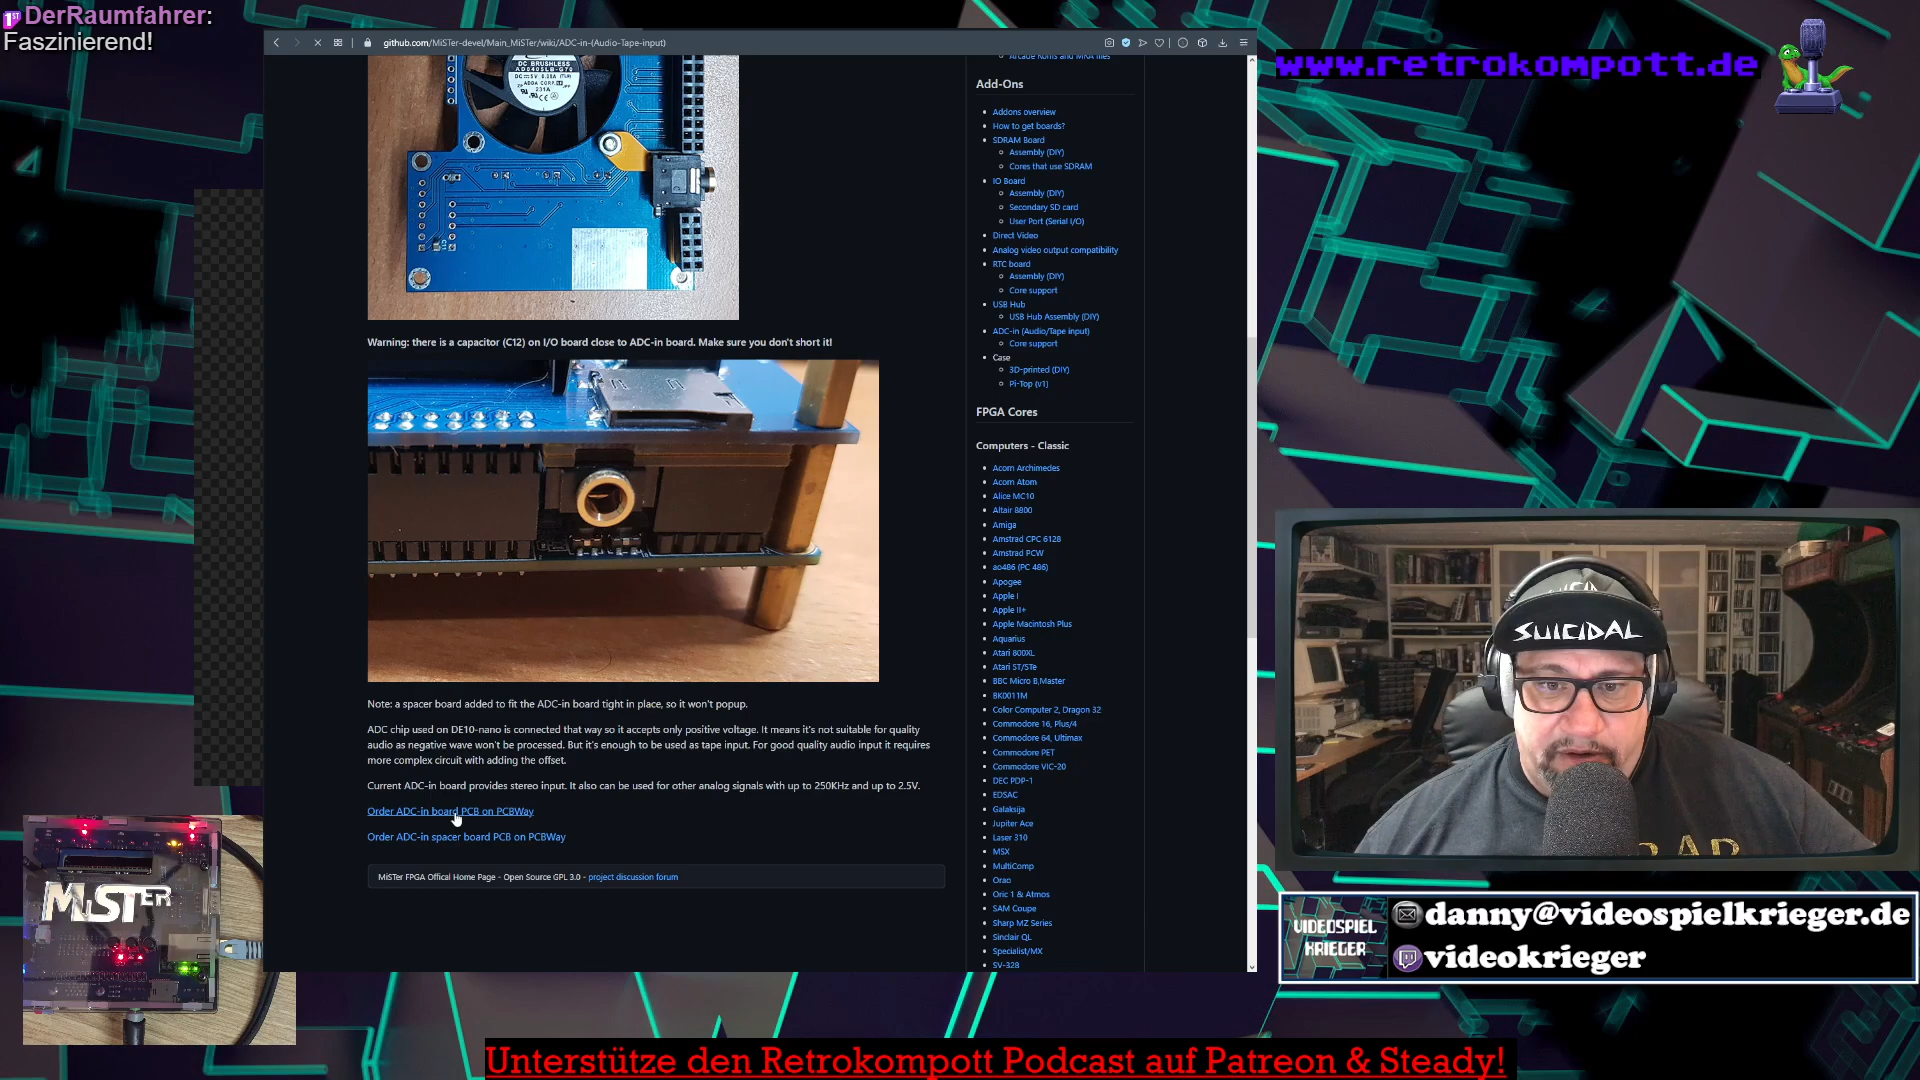 DerRaumfahrer:
Faszinierend!
github.com/MiSTer-devel/Main_MiSTer/wiki/ADC-in-(Audio-Tape-input)
www.retrokompott.de
Arcade Roms and MRA files
Add-Ons
Addons overview
How to get boards?
SDRAM Board
Assembly (DIY)
Cores that use SDRAM
IO Board
Assembly (DIY)
Secondary SD card
User Port (Serial I/O)
Direct Video
Analog video output compatibility
RTC board
Assembly (DIY)
Core support
USB Hub
USB Hub Assembly (DIY)
ADC-in (Audio/Tape input)
Core support
Case
3D-printed (DIY)
Pi-Top (v1)
FPGA Cores
Computers - Classic
Acorn Archimedes
Acorn Atom
Alice MC10
Altair 8800
Amiga
Amstrad CPC 6128
Amstrad PCW
ao486 (PC 486)
Apogee
Apple I
Apple II+
Apple Macintosh Plus
Aquarius
Atari 800XL
Atari ST/STe
BBC Micro B,Master
BK0011M
Color Computer 2, Dragon 32
Commodore 16, Plus/4
Commodore 64, Ultimax
Commodore PET
Commodore VIC-20
DEC PDP-1
EDSAC
Galaksija
Jupiter Ace
Laser 310
MSX
MultiComp
Orao
Oric 1 & Atmos
SAM Coupe
Sharp MZ Series
Sinclair QL
Specialist/MX
SV-328
DC BRUSHLESS
Warning: there is a capacitor (C12) on I/O board close to ADC-in board. Make sure you don't short it!
Note: a spacer board added to fit the ADC-in board tight in place, so it won't popup.
ADC chip used on DE10-nano is connected that way so it accepts only positive voltage. It means it's not suitable for quality
audio as negative wave won't be processed. But it's enough to be used as tape input. For good quality audio input it requires
more complex circuit with adding the offset.
Current ADC-in board provides stereo input. It also can be used for other analog signals with up to 250KHz and up to 2.5V.
Order ADC-in board PCB on PCBWay
Order ADC-in spacer board PCB on PCBWay
MiSTer FPGA Offical Home Page - Open Source GPL 3.0 - project discussion forum
SUICIDAL
MiSTER
VIDEOSPIEL
KRIEGER
danny@videospielkrieger.de
videokrieger
Unterstütze den Retrokompott Podcast auf Patreon & Steady!